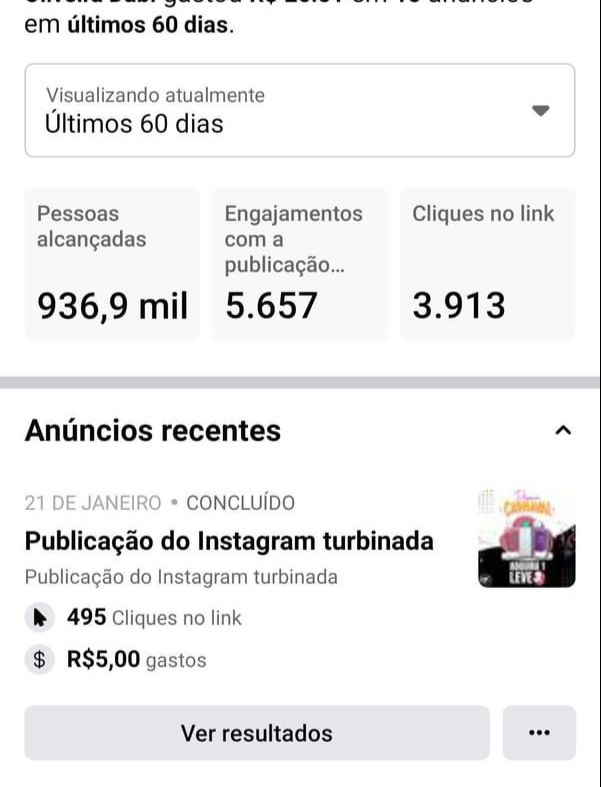 em últimos 60 dias.
Visualizando atualmente
Últimos 60 dias
Pessoas
alcançadas
936,9 mil
Engajamentos
com a
publicação...
5.657
Cliques no link
3.913
Anúncios recentes
21 DE JANEIRO • CONCLUÍDO
Publicação do Instagram turbinada
Publicação do Instagram turbinada
495 Cliques no link
$ R$5,00 gastos
CARNAVAL
ADQUIRA 1
LEVE 3
Ver resultados
...